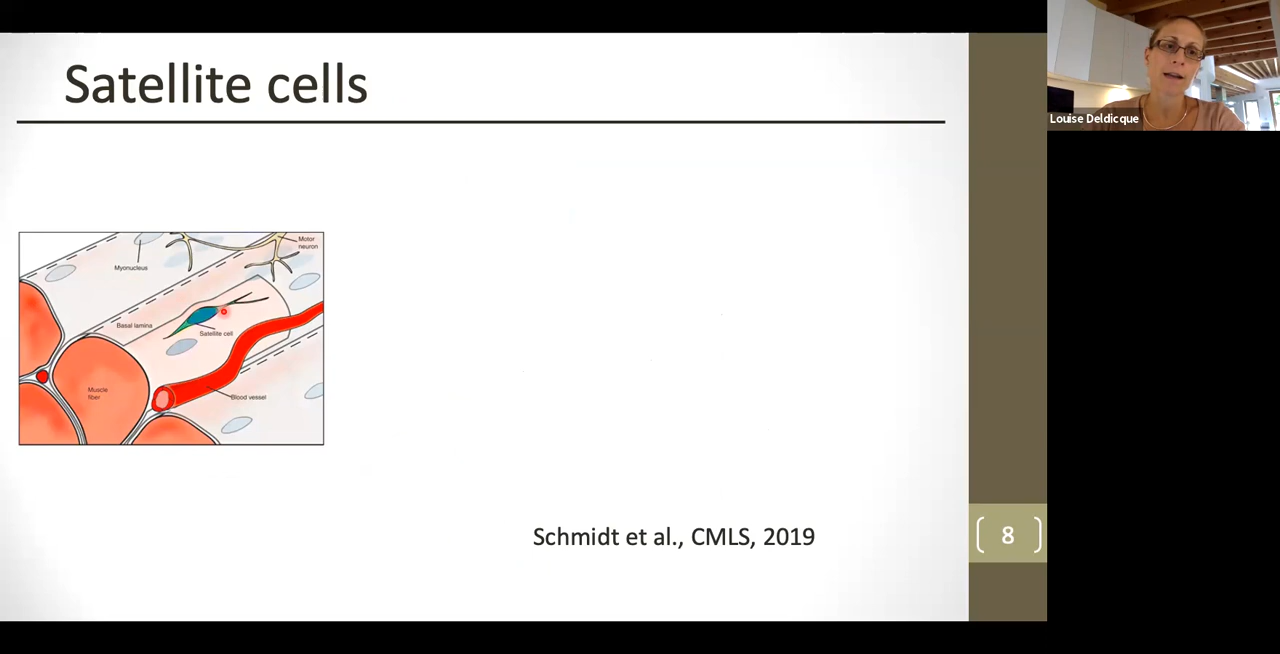 Satellite cells
Louise Deldicque
Motor
neuron
Myonucleus
Basal lamina
Satellite cell
Muscle
fiber
Blood vessel
Schmidt et al., CMLS, 2019
8